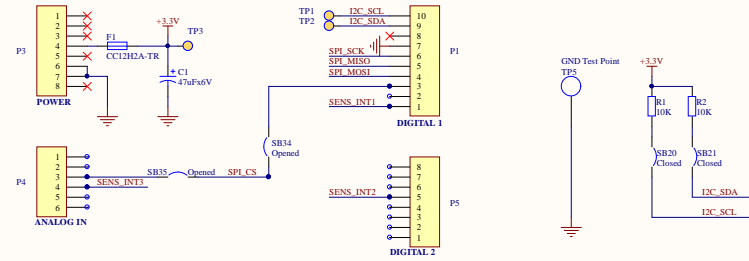 P3
1
2
3
4
5
6
7
8
POWER
F1
CC12H2A-TR
+3.3V
TP3
C1
47uFx6V
TP1
TP2
I2C_SCL
I2C_SDA
SPI_SCK
SPI_MISO
SPI_MOSI
SENS_INT1
10
9
8
7
6
5
4
3
2
1
P1
DIGITAL 1
SB34
Opened
P4
1
2
3
4
5
6
ANALOG IN
SB35
Opened
SPI_CS
SENS_INT3
SENS_INT2
8
7
6
5
4
3
2
1
P5
DIGITAL 2
GND Test Point
TP5
+3.3V
R1
10K
R2
10K
SB20
Closed
SB21
Closed
I2C_SDA
I2C_SCL